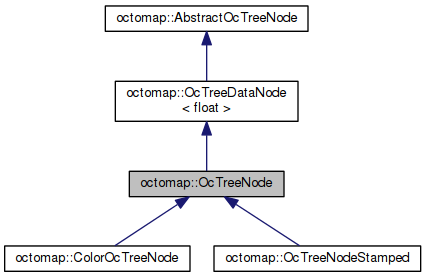 octomap::AbstractOcTreeNode
octomap::OcTreeDataNode
< float >
octomap::OcTreeNode
octomap::ColorOcTreeNode
octomap::OcTreeNodeStamped